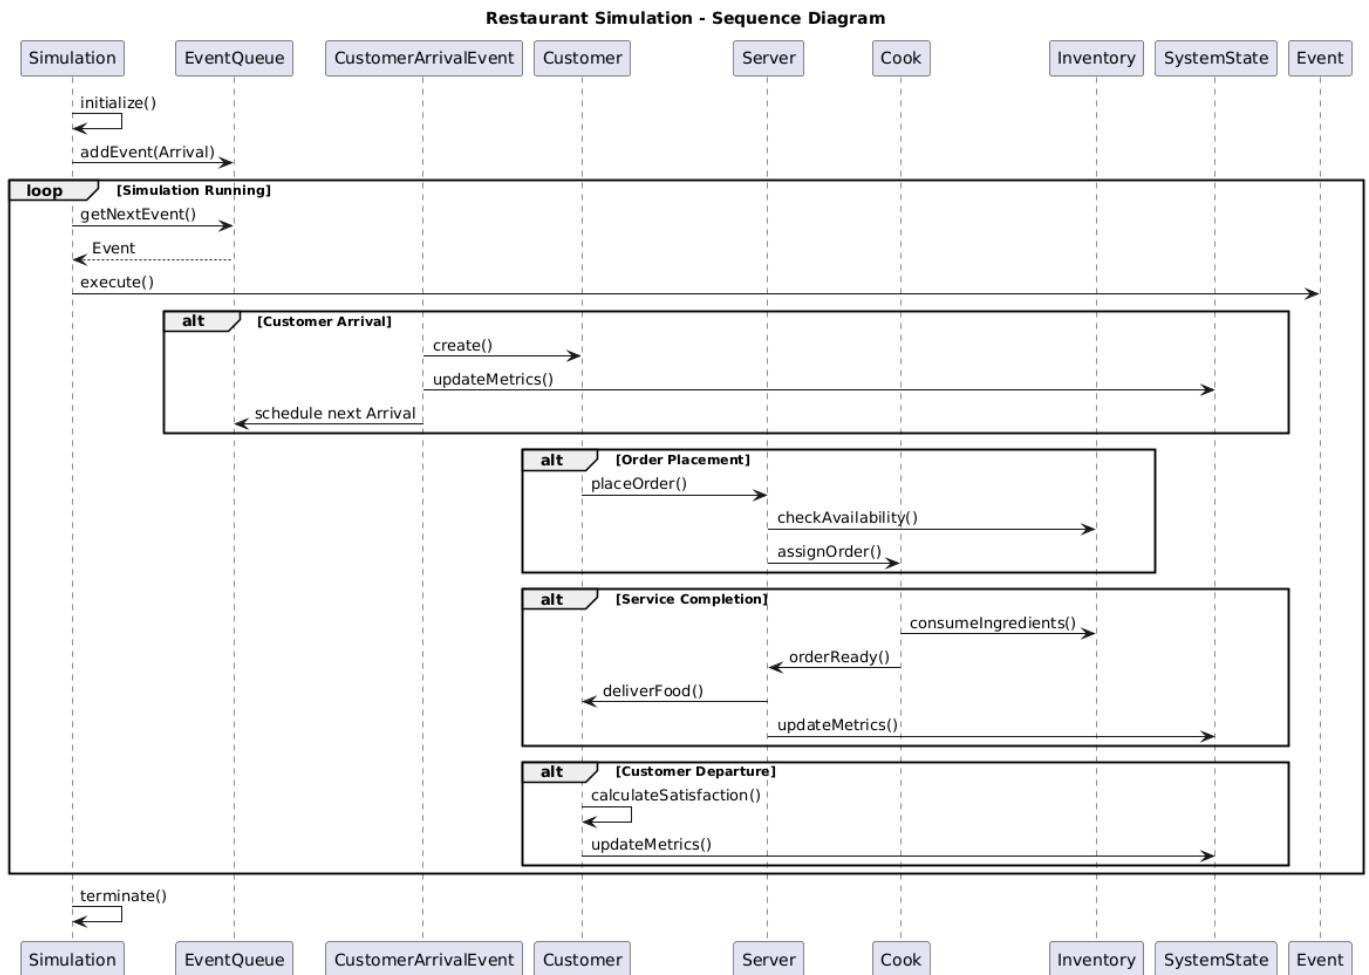 Restaurant Simulation - Sequence Diagram
Simulation EventQueue CustomerArrivalEvent Customer Server Cook Inventory SystemState Event
initialize()
addEvent(Arrival)
loop [Simulation Running]
getNextEvent()
Event
execute()
alt [Customer Arrival]
create()
updateMetrics()
schedule next Arrival
alt [Order Placement]
placeOrder()
checkAvailability()
assignOrder()
alt [Service Completion]
consumeIngredients()
orderReady()
deliverFood()
updateMetrics()
alt [Customer Departure]
calculateSatisfaction()
updateMetrics()
terminate()
Simulation EventQueue CustomerArrivalEvent Customer Server Cook Inventory SystemState Event